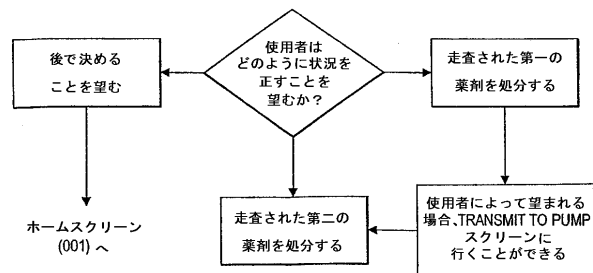 後で決める
ことを望む
使用者は
どのように状況を
正すことを
望むか?
走査された第一の
薬剤を処分する
ホームスクリーン
(001) へ
走査された第二の
薬剤を処分する
使用者によって望まれる
場合、TRANSMIT TO PUMP
スクリーンに
行くことができる